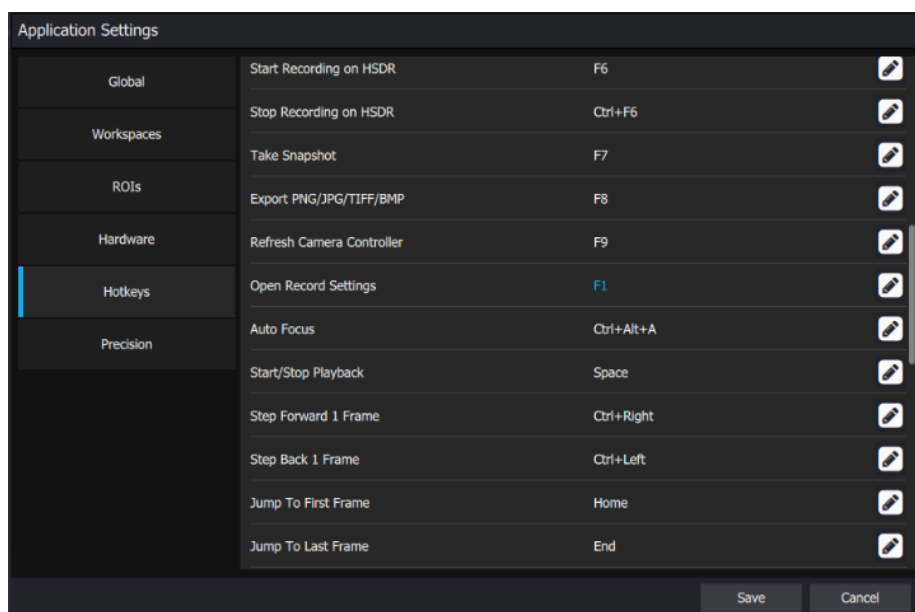 Application Settings
Global
Workspaces
ROIs
Hardware
Hotkeys
Precision
Start Recording on HSDR F6
Stop Recording on HSDR Ctrl+F6
Take Snapshot F7
Export PNG/JPG/TIFF/BMP F8
Refresh Camera Controller F9
Open Record Settings F1
Auto Focus Ctrl+Alt+A
Start/Stop Playback Space
Step Forward 1 Frame Ctrl+Right
Step Back 1 Frame Ctrl+Left
Jump To First Frame Home
Jump To Last Frame End
Save Cancel